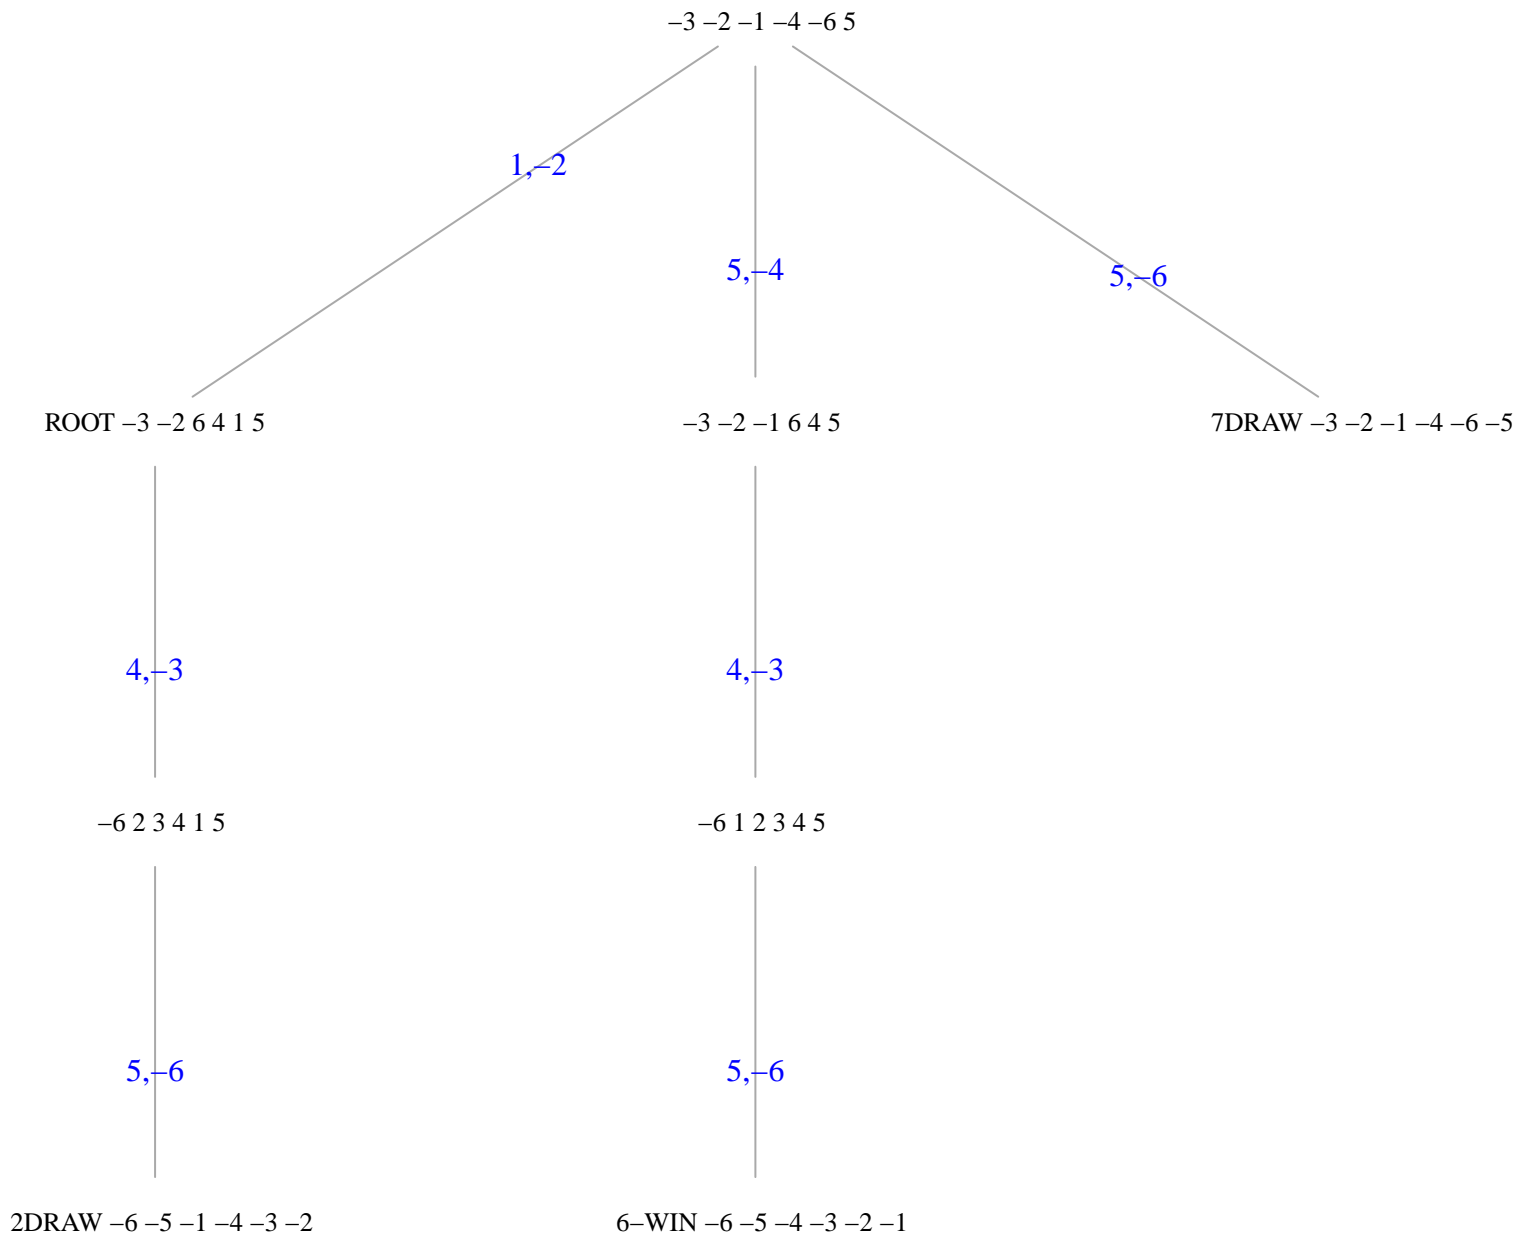 –3 –2 –1 –4 –6 5
1,–2
5,–4
5,–6
ROOT –3 –2 6 4 1 5
–3 –2 –1 6 4 5
7DRAW –3 –2 –1 –4 –6 –5
4,–3
4,–3
–6 2 3 4 1 5
–6 1 2 3 4 5
5,–6
5,–6
2DRAW –6 –5 –1 –4 –3 –2
6–WIN –6 –5 –4 –3 –2 –1